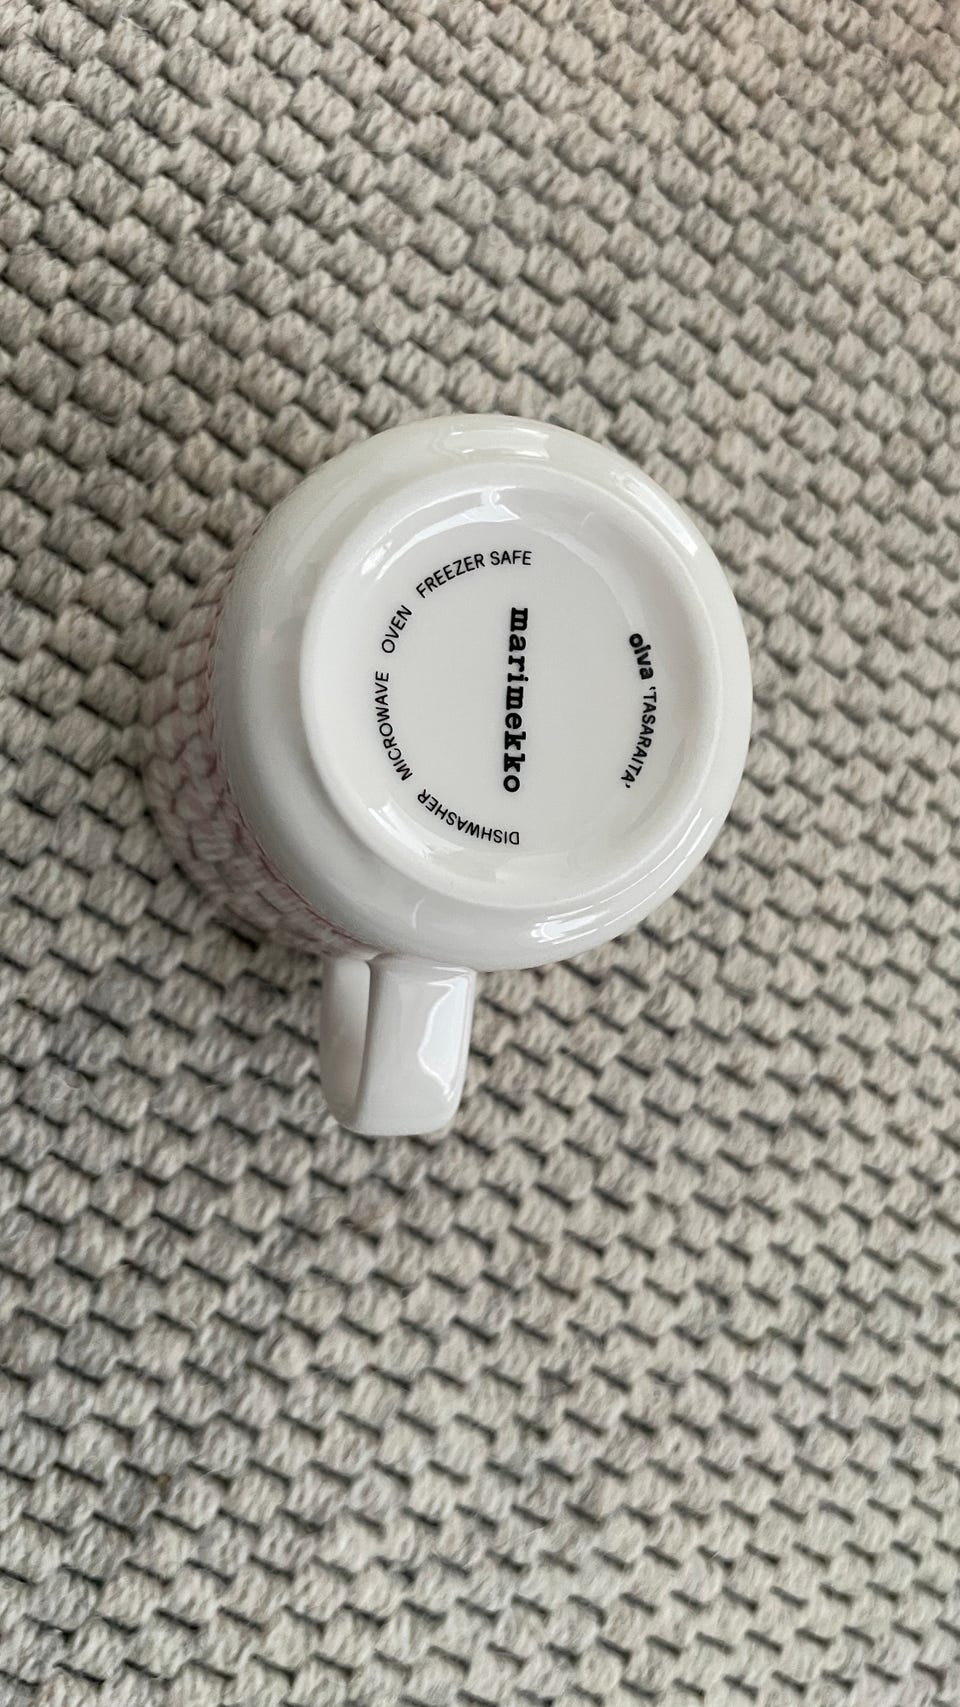 oiva 'TASARAITA'
marimekko
DISHWASHER MICROWAVE OVEN FREEZER SAFE